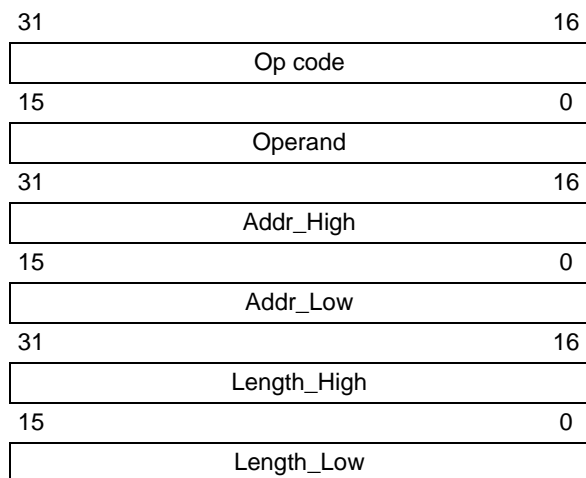 31 16
Op code
15 0
Operand
31 16
Addr_High
15 0
Addr_Low
31 16
Length_High
15 0
Length_Low